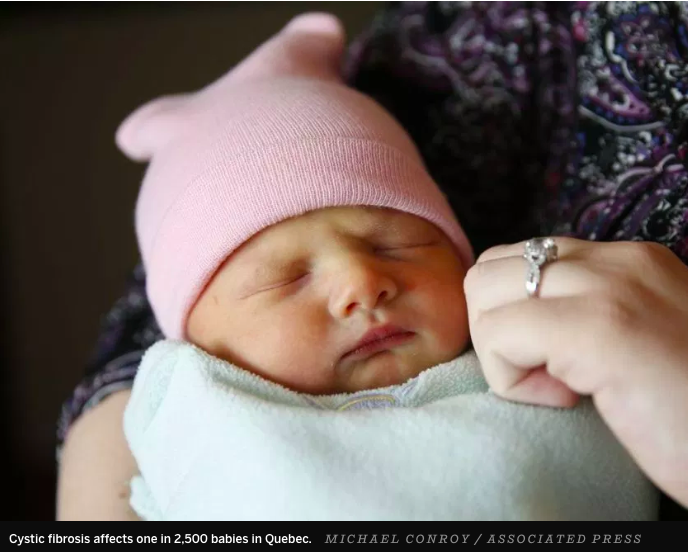 Cystic fibrosis affects one in 2,500 babies in Quebec. MICHAEL CONROY / ASSOCIATED PRESS